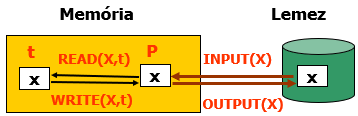 Memória Lemez
t READ(X,t) P INPUT(X)
x x x
WRITE(X,t) OUTPUT(X)